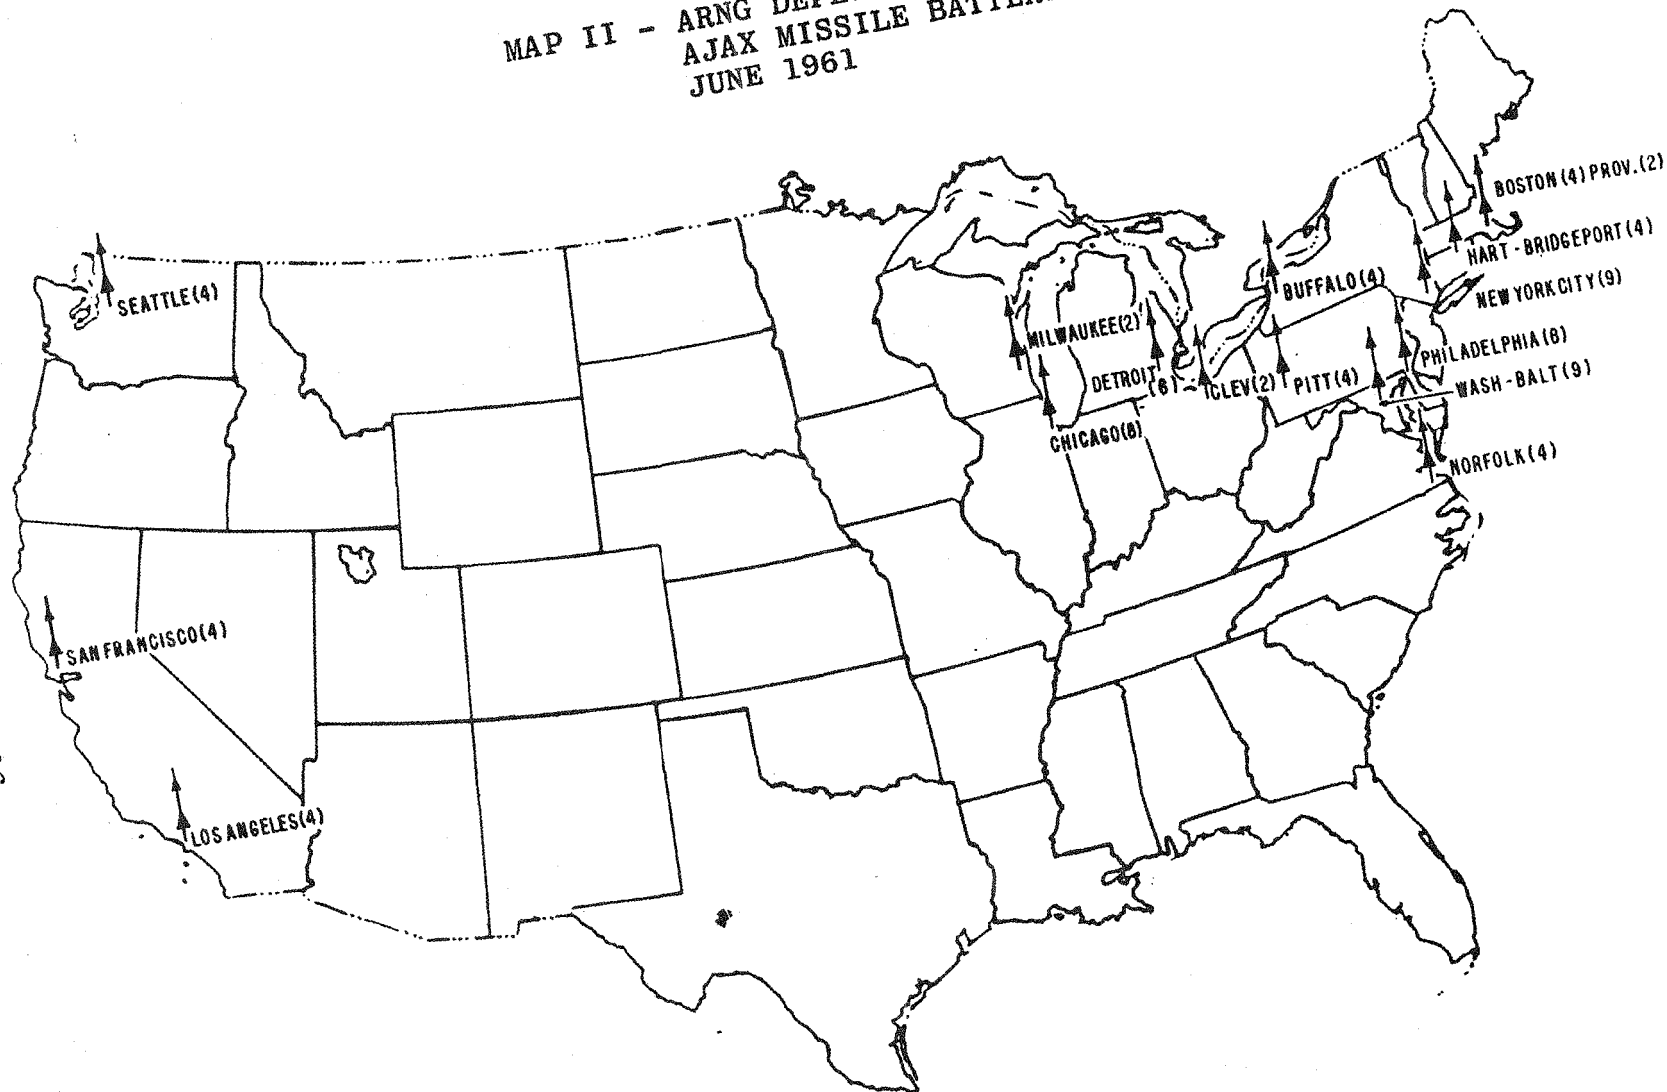 MAP II - ARNG
AJAX MISSILE
JUNE 1961
BOSTON (4) PROV. (2)
HART-BRIDGEPORT (4)
NEW YORK CITY (9)
BUFFALO (4)
SEATTLE (4)
MILWAUKEE (2)
PHILADELPHIA (8)
DETROIT (6)
CLEV (2)
PITT (4)
WASH-BALT (9)
CHICAGO (8)
NORFOLK (4)
SAN FRANCISCO (4)
LOS ANGELES (4)